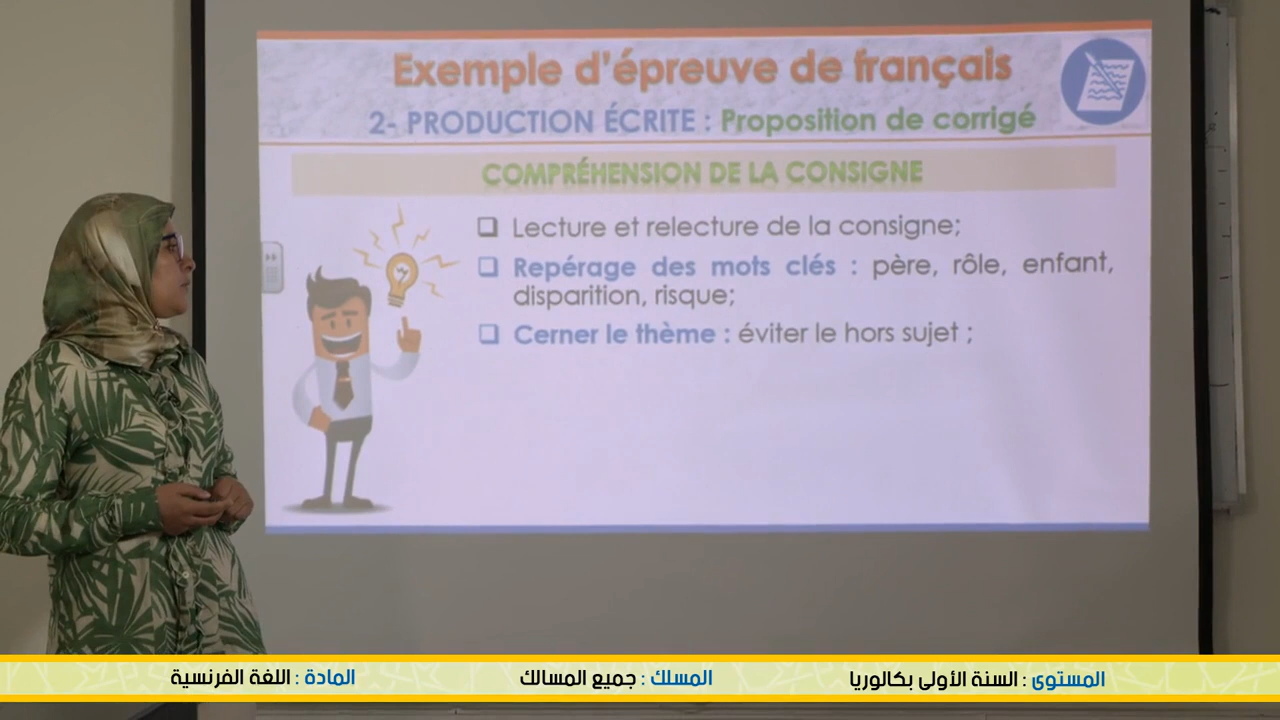 Exemple d'épreuve de français
2- PRODUCTION ÉCRITE : Proposition de corrigé
COMPRÉHENSION DE LA CONSIGNE
❑ Lecture et relecture de la consigne;
❑ Repérage des mots clés : père, rôle, enfant,
disparition, risque;
❑ Cerner le thème : éviter le hors sujet ;
المستوى : السنة الأولى بكالوريا
المسلك : جميع المسالك
المادة : اللغة الفرنسية